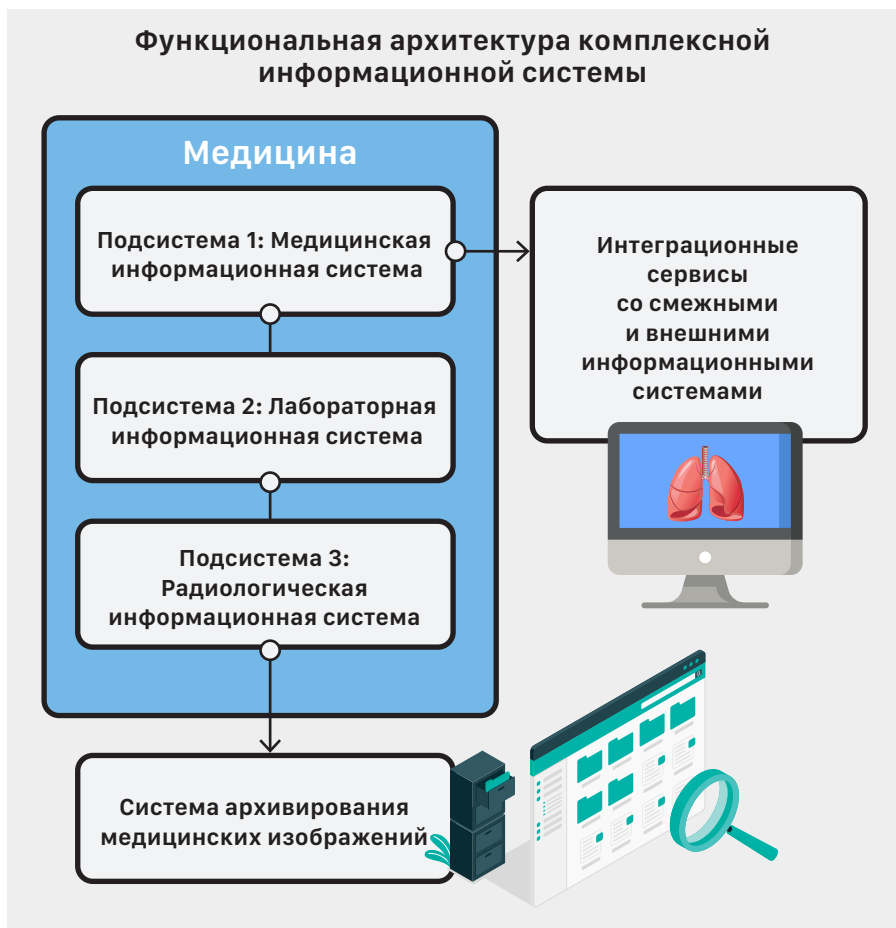 Функциональная архитектура комплексной
информационной системы
Медицина
Подсистема 1: Медицинская
информационная система
Интеграционные
сервисы
со смежными
и внешними
информационными
системами
Подсистема 2: Лабораторная
информационная система
Подсистема 3:
Радиологическая
информационная система
Система архивирования
медицинских изображений